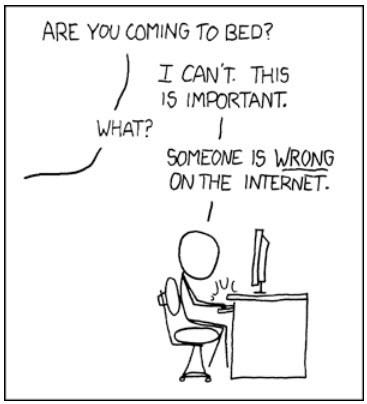 ARE YOU COMING TO BED?
I CAN'T. THIS
IS IMPORTANT.
WHAT?
SOMEONE IS WRONG
ON THE INTERNET.